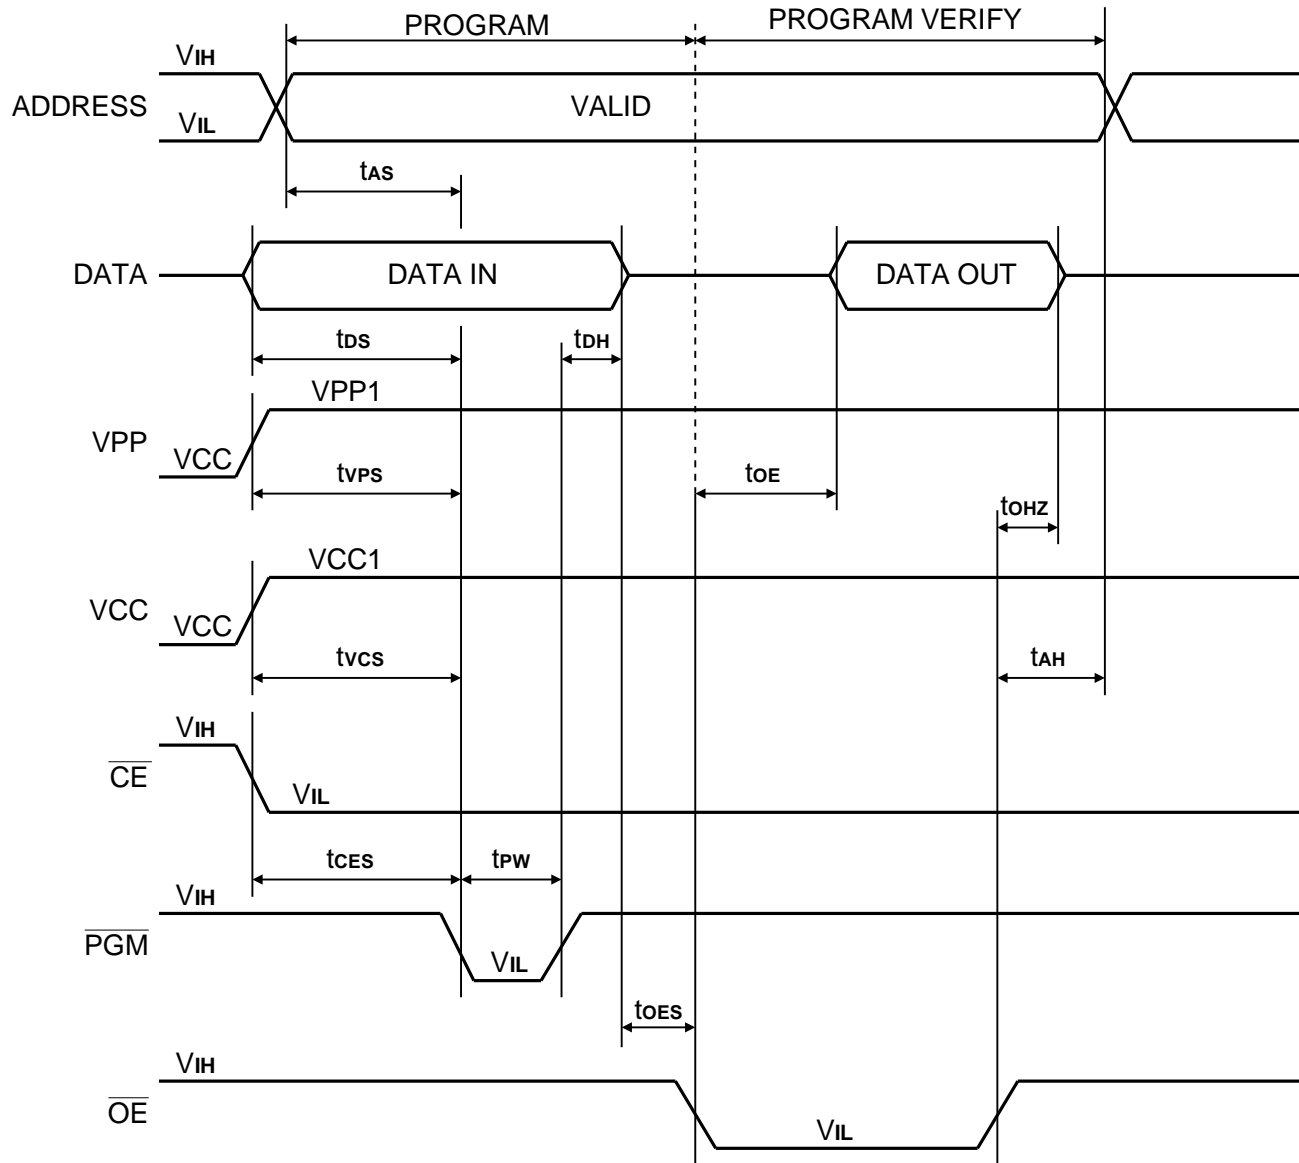 PROGRAM PROGRAM VERIFY
VIH
ADDRESS VALID
VIL
tAS
DATA DATA IN DATA OUT
tDS tDH
VPP1
VPP
VCC
tVPS tOE
tOHZ
VCC1
VCC
VCC
tVCS tAH
VIH
CE
VIL
tCES tPW
VIH
PGM
VIL
tOES
VIH
OE
VIL